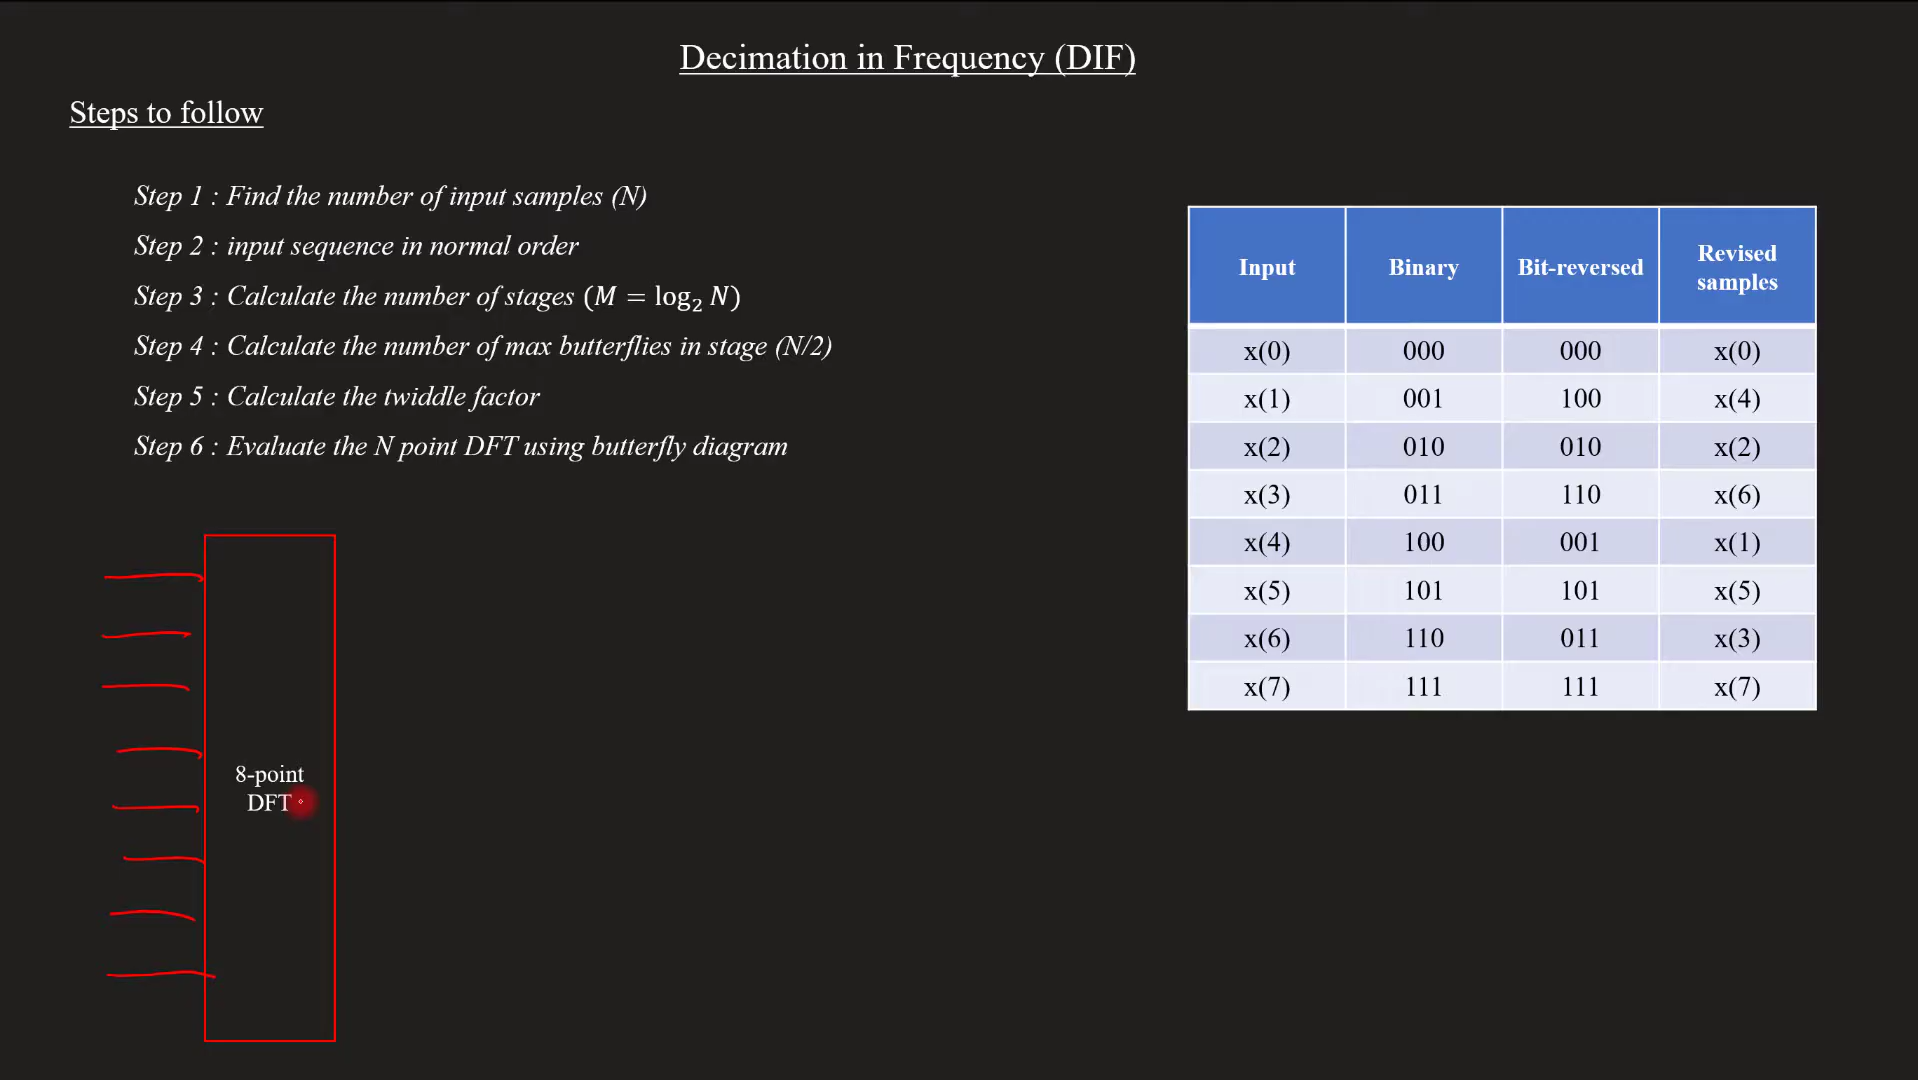 Decimation in Frequency (DIF)
Steps to follow
Step 1 : Find the number of input samples (N)
Step 2 : input sequence in normal order
Step 3 : Calculate the number of stages (M = log₂ N)
Step 4 : Calculate the number of max butterflies in stage (N/2)
Step 5 : Calculate the twiddle factor
Step 6 : Evaluate the N point DFT using butterfly diagram
8-point
DFT
Input Binary Bit-reversed Revised samples
x(0) 000 000 x(0)
x(1) 001 100 x(4)
x(2) 010 010 x(2)
x(3) 011 110 x(6)
x(4) 100 001 x(1)
x(5) 101 101 x(5)
x(6) 110 011 x(3)
x(7) 111 111 x(7)